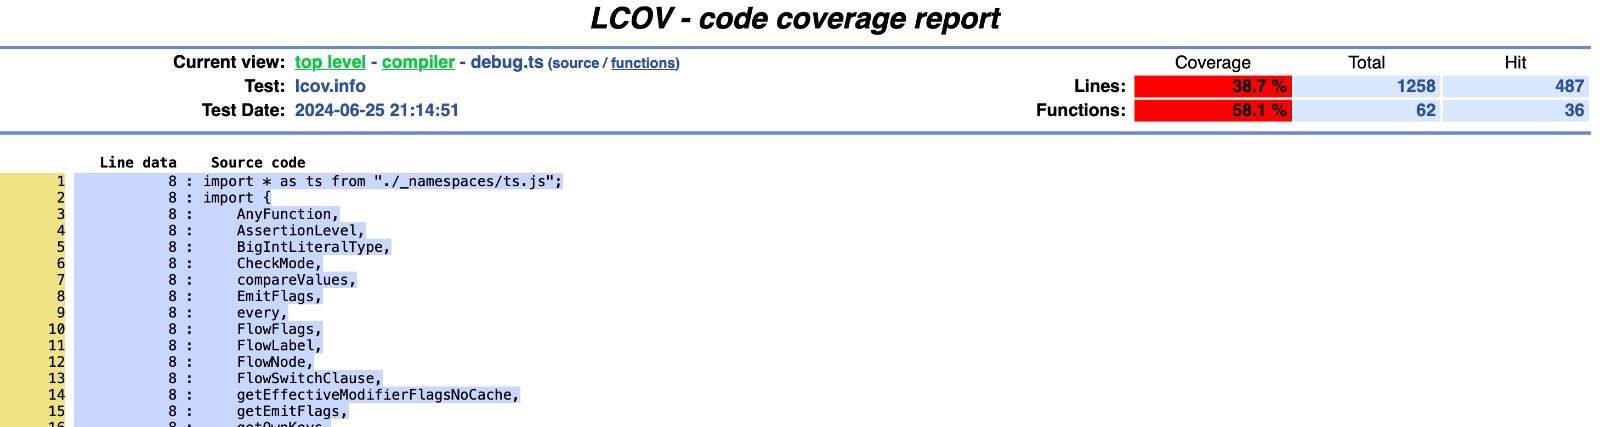 LCOV - code coverage report
Current view: top level - compiler - debug.ts (source / functions)
Test: lcov.info
Test Date: 2024-06-25 21:14:51
Coverage Total Hit
Lines: 38.7 % 1258 487
Functions: 58.1 % 62 36
Line data Source code
1 8 : import * as ts from "./_namespaces/ts.js";
2 8 : import {
3 8 : AnyFunction,
4 8 : AssertionLevel,
5 8 : BigIntLiteralType,
6 8 : CheckMode,
7 8 : compareValues,
8 8 : EmitFlags,
9 8 : every,
10 8 : FlowFlags,
11 8 : FlowLabel,
12 8 : FlowNode,
13 8 : FlowSwitchClause,
14 8 : getEffectiveModifierFlagsNoCache,
15 8 : getEmitFlags,
16 8 : getOwnKeys,